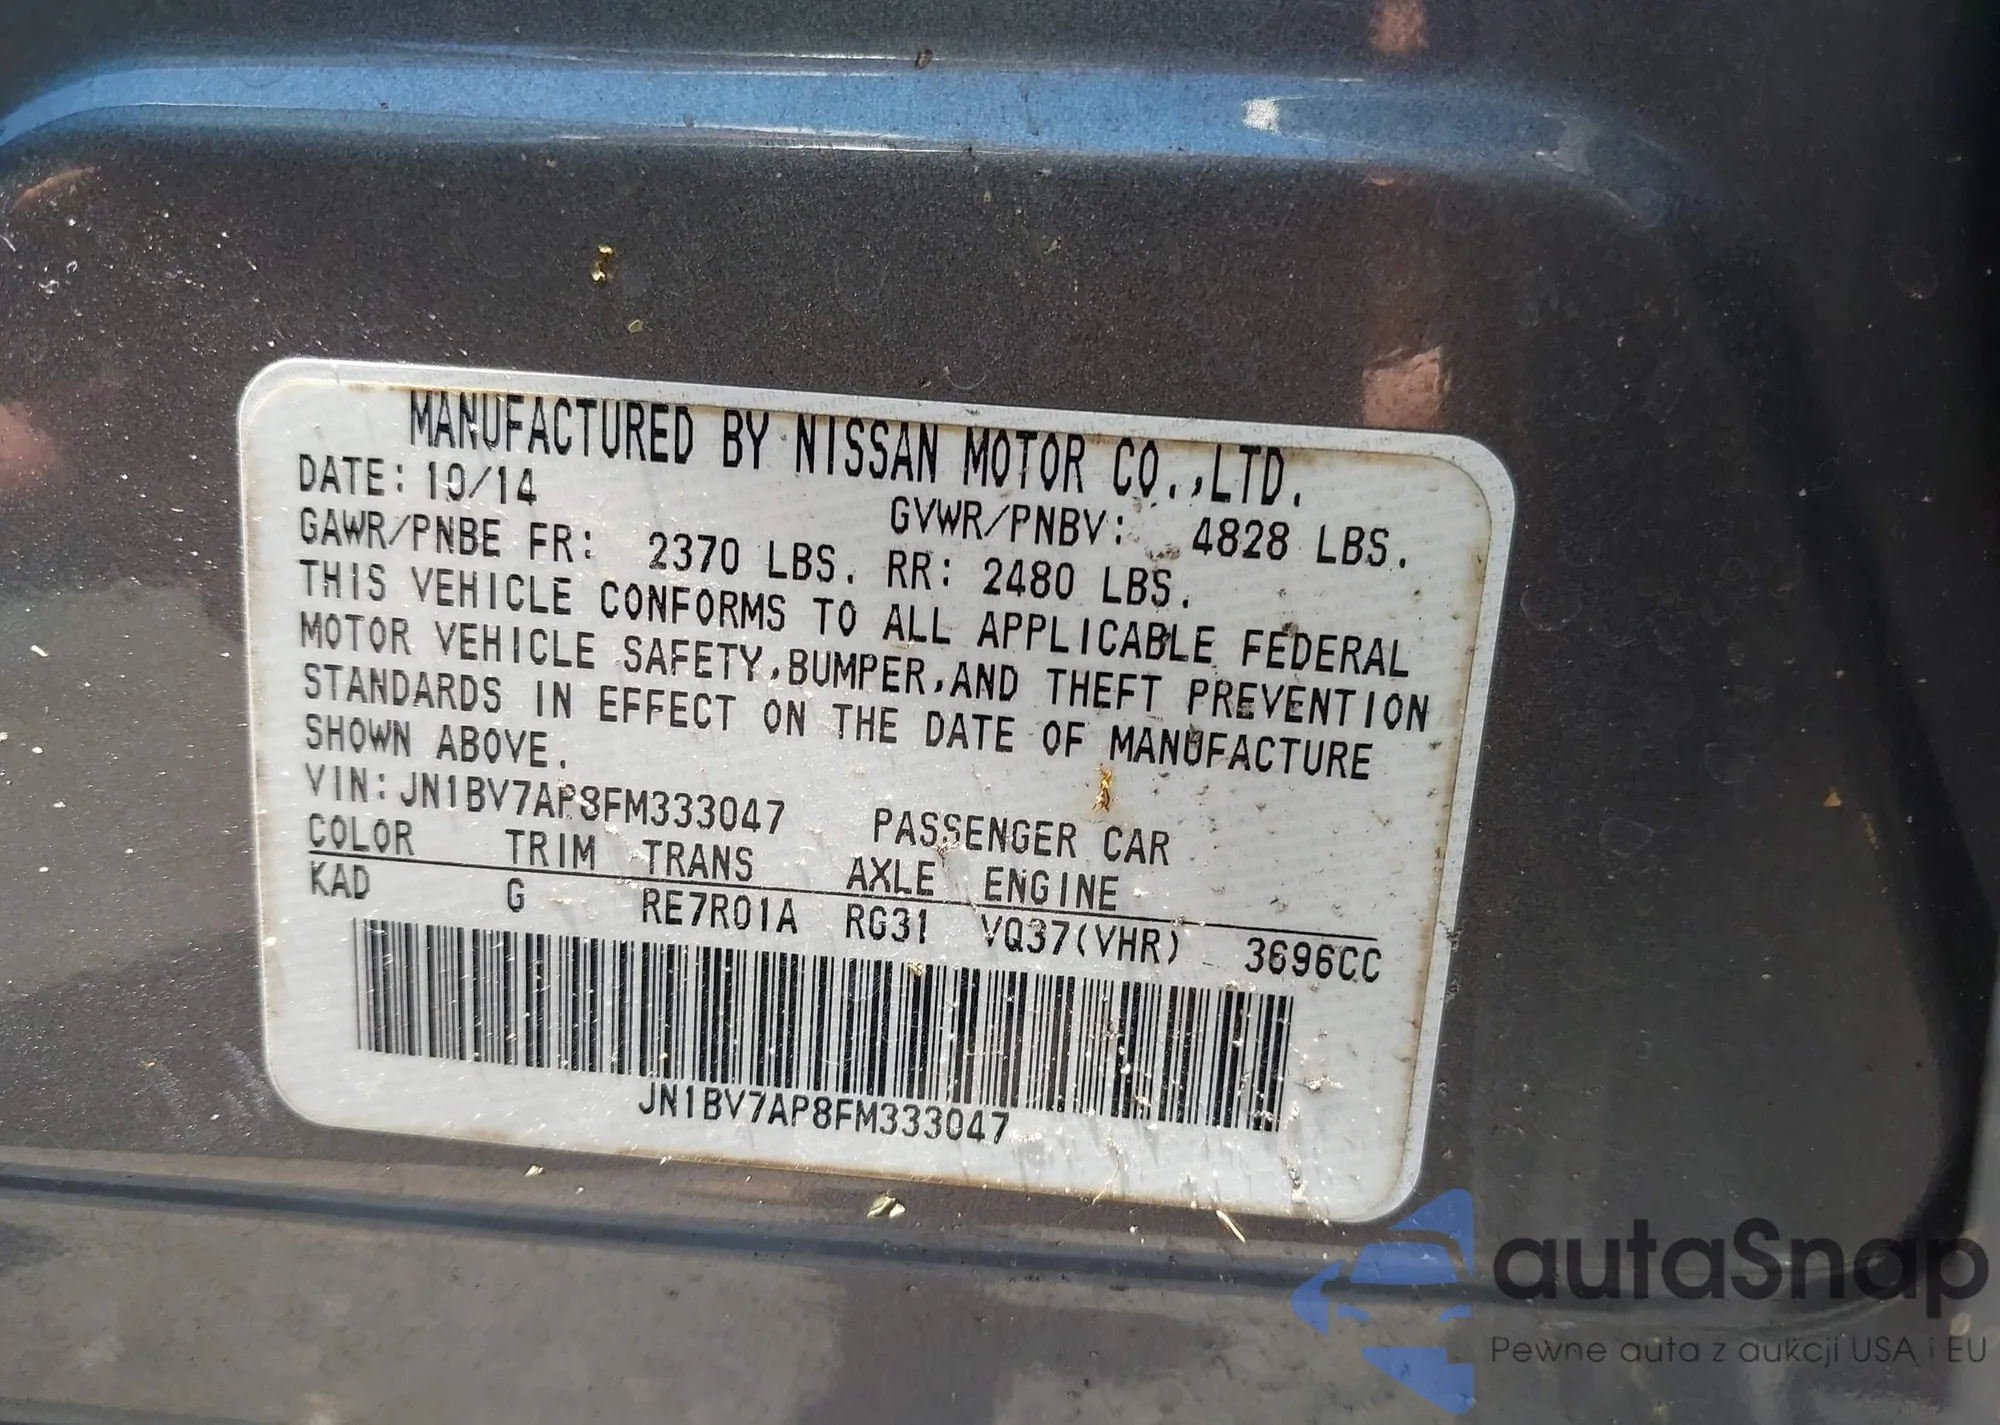 MANUFACTURED BY NISSAN MOTOR CO.,LTD.
DATE: 10/14 GVWR/PNBV: 4828 LBS.
GAWR/PNBE FR: 2370 LBS. RR: 2480 LBS.
THIS VEHICLE CONFORMS TO ALL APPLICABLE FEDERAL
MOTOR VEHICLE SAFETY,BUMPER,AND THEFT PREVENTION
STANDARDS IN EFFECT ON THE DATE OF MANUFACTURE
SHOWN ABOVE.
VIN: JN1BV7AP8FM333047 PASSENGER CAR
COLOR TRIM TRANS AXLE ENGINE
KAD G RE7R01A RG31 VQ37(VHR) 3696CC
JN1BV7AP8FM333047
autaSnap
Pewne auta z aukcji USA i EU